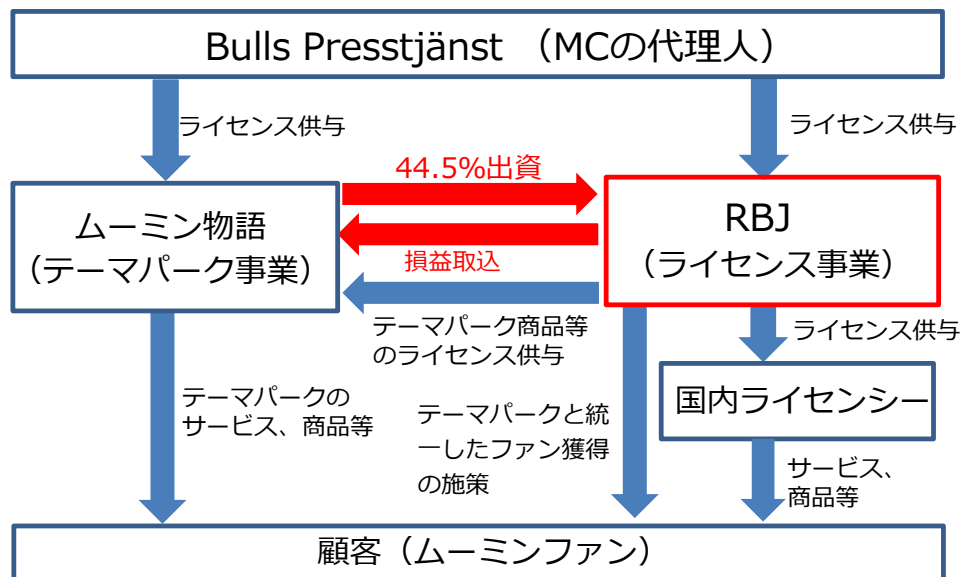 Bulls Presstjänst （MCの代理人）
ライセンス供与
ライセンス供与
44.5%出資
ムーミン物語
（テーマパーク事業）
RBJ
（ライセンス事業）
損益取込
テーマパーク商品等
のライセンス供与
ライセンス供与
テーマパークの
サービス、商品等
テーマパークと統
一したファン獲得
の施策
国内ライセンシー
サービス、
商品等
顧客（ムーミンファン）